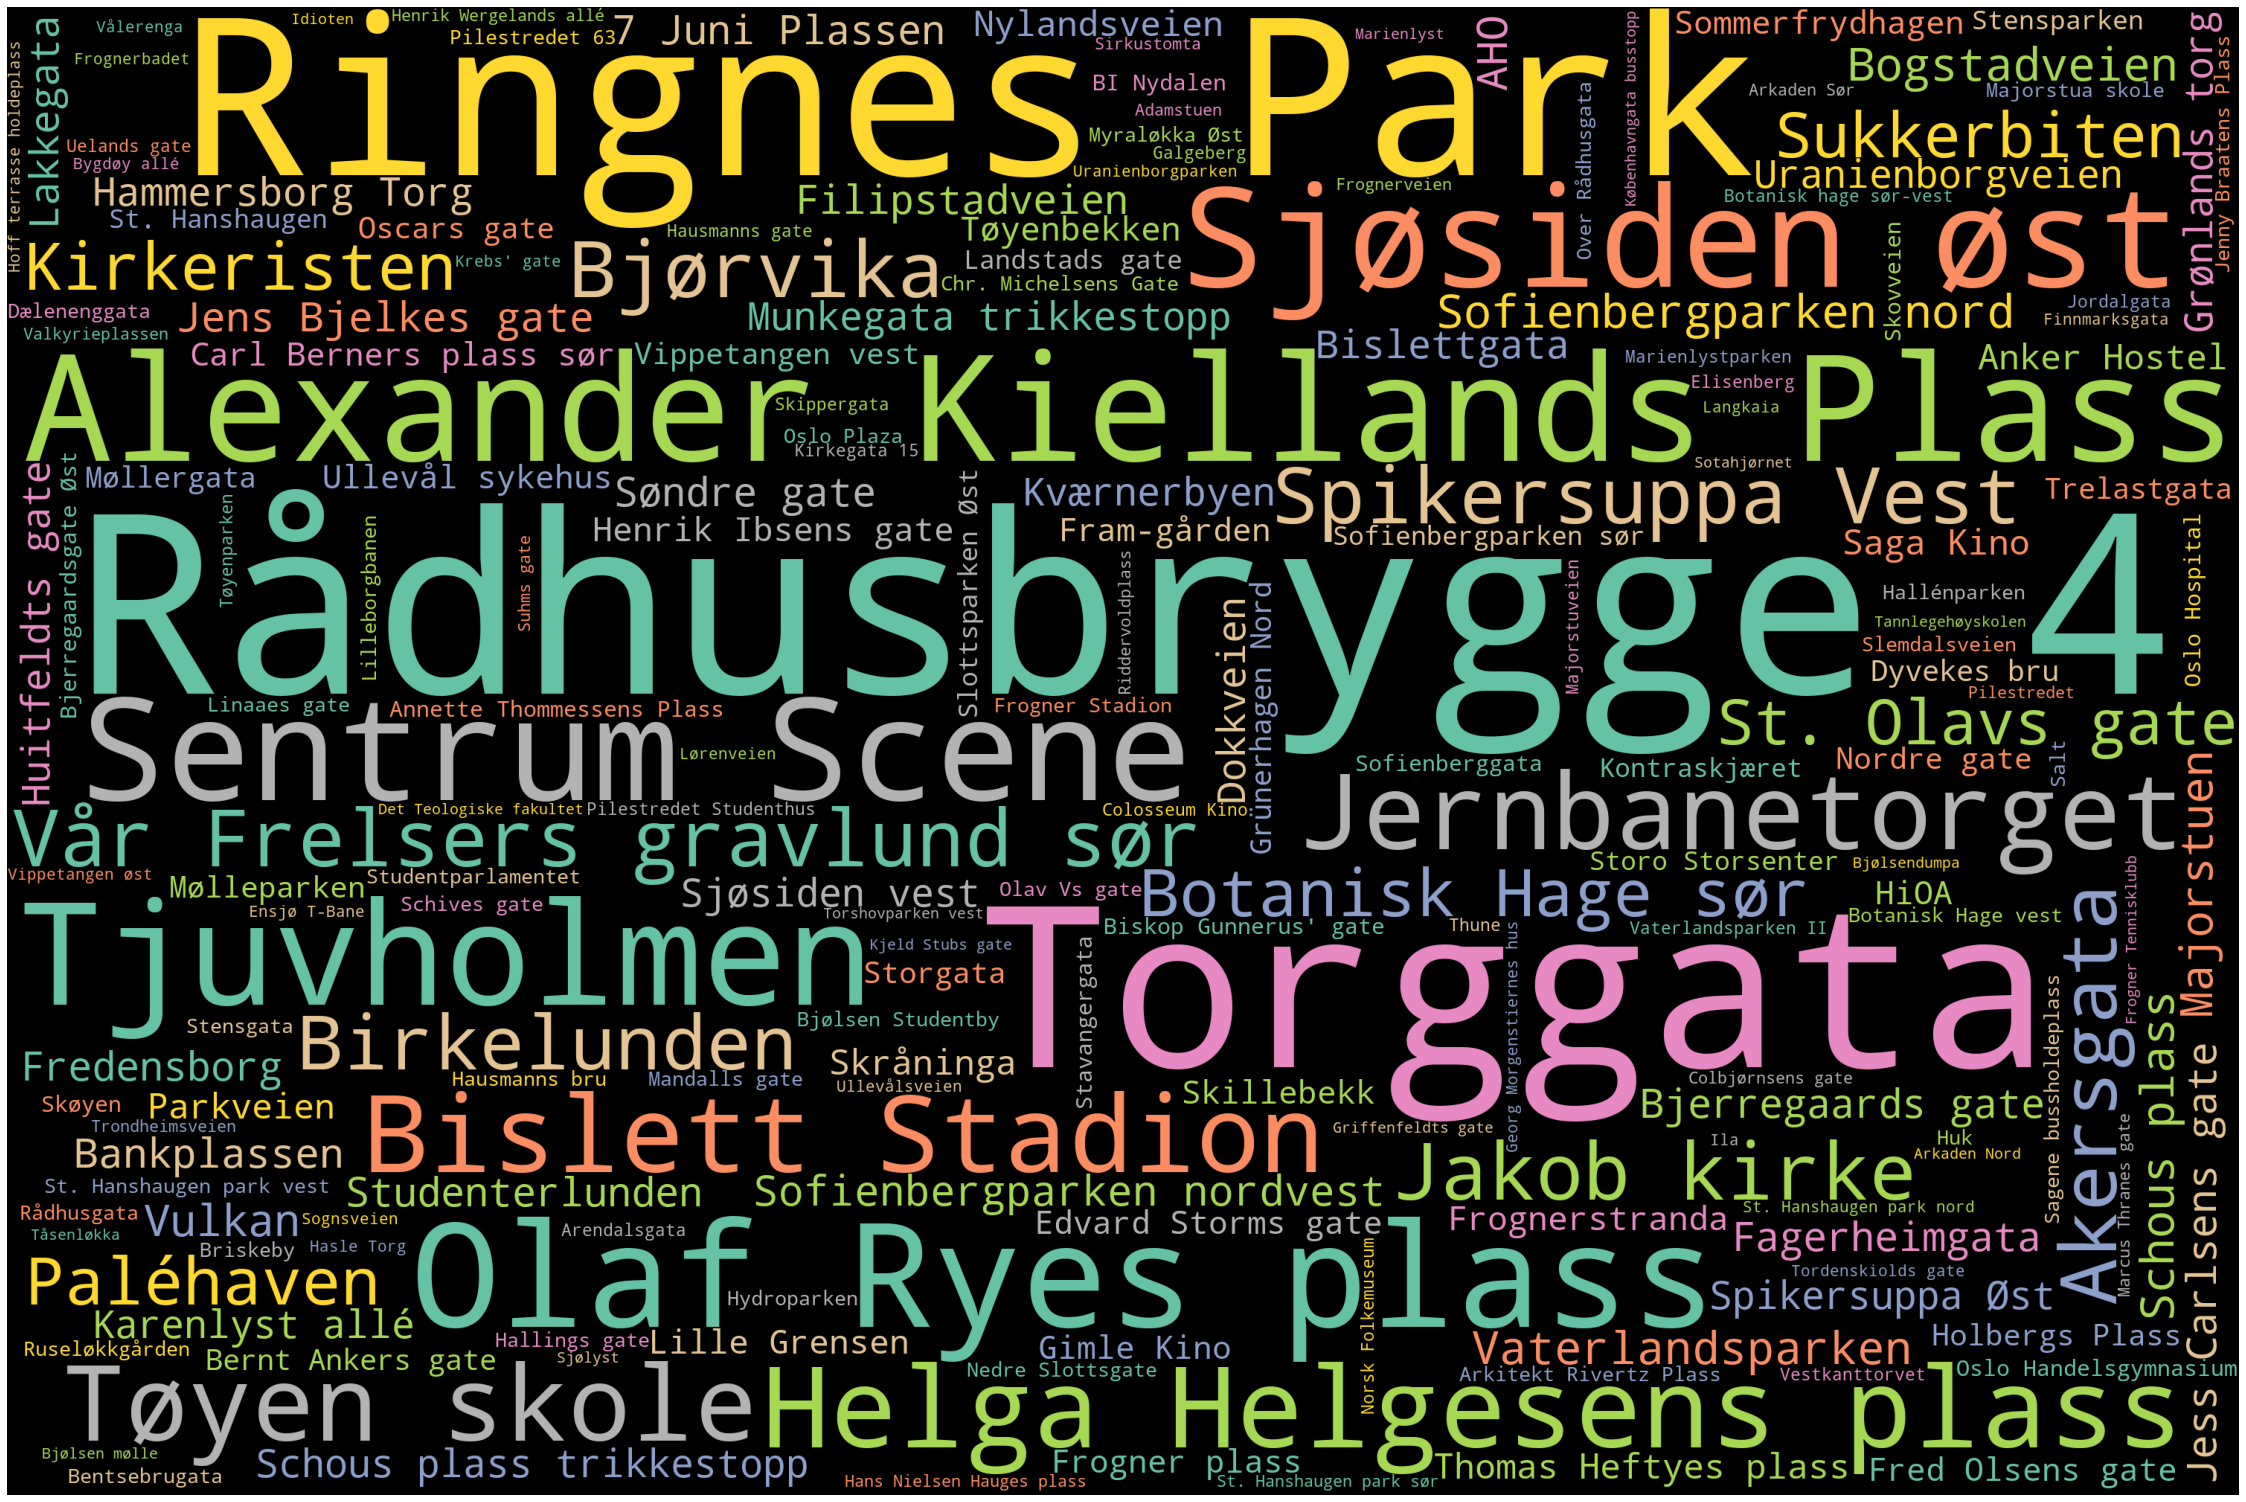 Idioten
Henrik Wergelands allé
Vålerenga
Pilestredet 63
7 Juni Plassen
Nylandsveien
Sirkustomta
Marienlyst
AHO
Sommerfrydhagen
Stensparken
Lakkegata
Frognerbadet
Ringnes Park
BI Nydalen
Bogstadveien
Hoff terrasse holdeplass
Adamstuen
Arkaden Sør
Majorstua skole
Over Rådhusgata
Københavngata busstopp
Grønlands torg
Jenny Braatens Plass
Uelands gate
Myraløkka Øst
Sukkerbiten
Bygdøy allé
Galgeberg
Uranienborgparken
Uranienborgveien
Hammersborg Torg
Filipstadveien
Frognerveien
Botanisk hage sør-vest
St. Hanshaugen
Oscars gate
Hausmanns gate
Tøyenbekken
Sjøsiden øst
Skovveien
Kirkeristen
Krebs' gate
Bjørvika
Landstads gate
Chr. Michelsens Gate
Dælenenggata
Jens Bjelkes gate
Munkegata trikkestopp
Sofienbergparken nord
Jordalgata
Finnmarksgata
Valkyrieplassen
Carl Berners plass sør
Vippetangen vest
Bislettgata
Marienlystparken
Anker Hostel
Alexander Kiellands Plass
Elisenberg
Skippergata
Langkaia
Oslo Plaza
Kirkegata 15
Huitfeldts gate
Bjerregaardsgate Øst
Møllergata
Ullevål sykehus
Søndre gate
Slottsparken Øst
Kværnerbyen
Spikersuppa Vest
Sotahjørnet
Trelastgata
Tøyenparken
Lilleborgbanen
Suhms gate
Henrik Ibsens gate
Fram-gården
Sofienbergparken sør
Saga Kino
Oslo Hospital
Rådhusbrygge 4
Riddervoldplass
Dokkveien
Grünerhagen Nord
Majorstuveien
Hallénparken
Tannlegehøyskolen
Slemdalsveien
Dyvekes bru
Pilestredet
Linaaes gate
Annette Thommessens Plass
Frogner Stadion
St. Olavs gate
Sentrum Scene
Lørenveien
Sofienberggata
Kontraskjæret
Nordre gate
Salt
Jernbanetorget
Jess Carlsens gate
Majorstuen
Det Teologiske fakultet
Pilestredet Studenthus
Colosseum Kino
Vår Frelsers gravlund sør
Storo Storsenter
Bjølsendumpa
Vippetangen øst
Mølleparken
Studentparlamentet
Sjøsiden vest
Olav Vs gate
Botanisk Hage sør
HiOA
Akersgata
Frogner Tennisklubb
Ensjø T-Bane
Schives gate
Torshovparken vest
Biskop Gunnerus' gate
Thune
Vaterlandsparken II
Botanisk Hage vest
Tjuvholmen
Kjeld Stubs gate
Torggata
Stavangergata
Georg Morgenstiernes hus
Storgata
Sagene bussholdeplass
Schous plass
Stensgata
Birkelunden
Bjølsen Studentby
Fredensborg
Skråninga
Hausmanns bru
Mandalls gate
Ullevålsveien
Colbjørnsens gate
Skøyen
Parkveien
Bislett Stadion
Skillebekk
Bjerregaards gate
Trondheimsveien
Griffenfeldts gate
Marcus Thranes gate
Bankplassen
Ila
Huk
Arkaden Nord
St. Hanshaugen park vest
Studenterlunden
Sofienbergparken nordvest
Jakob kirke
St. Hanshaugen park nord
Rådhusgata
Vulkan
Sognsveien
Arendalsgata
Edvard Storms gate
Frognerstranda
Fagerheimgata
Tåsenløkka
Briskeby
Hasle Torg
Olaf Ryes plass
Norsk Folkemuseum
Tordenskiolds gate
Paléhaven
Hydroparken
Spikersuppa Øst
Karenlyst allé
Hallings gate
Lille Grensen
Gimle Kino
Vaterlandsparken
Holbergs Plass
Ruseløkkgården
Bernt Ankers gate
Sjølyst
Nedre Slottsgate
Arkitekt Rivertz Plass
Vestkanttorvet
Oslo Handelsgymnasium
Tøyen skole
Helga Helgesens plass
Bjølsen mølle
Bentsebrugata
Schous plass trikkestopp
Hans Nielsen Hauges plass
Frogner plass
St. Hanshaugen park sør
Thomas Heftyes plass
Fred Olsens gate